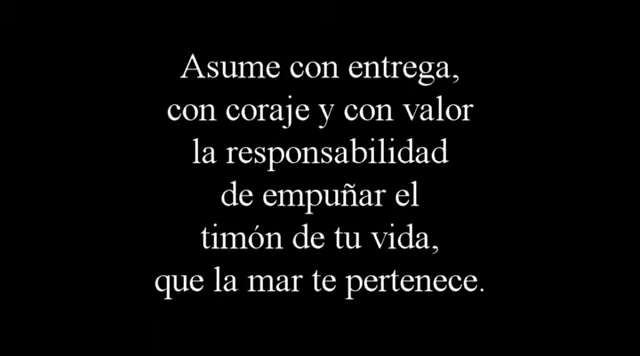 Asume con entrega,
con coraje y con valor
la responsabilidad
de empuñar el
timón de tu vida,
que la mar te pertenece.